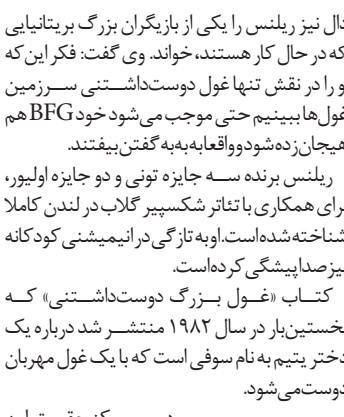 دال نیز ریلنس را یکی از بازیگران بزرگ بریتانیایی
که در حال کار هستند، خواند. وی گفت: فکر این که
و را در نقش تنها غول دوست‌داشتنی سرزمین
غول‌ها ببینیم حتی موجب می‌شود خود BFG هم
هیجان‌زده شود و واقعا به به به گفتن بیفتند.
ریلنس برنده سه جایزه تونی و دو جایزه اولیور،
برای همکاری با تئاتر شکسپیر گلاب در لندن کاملا
شناخته شده است. او به تازگی در انیمیشنی کودکانه
نیز صداپیشگی کرده است.
کتاب «غول بزرگ دوست‌داشتنی» که
نخستین‌بار در سال ۱۹۸۲ منتشر شد درباره یک
دختر یتیم به نام سوفی است که با یک غول مهربان
دوست می‌شود.